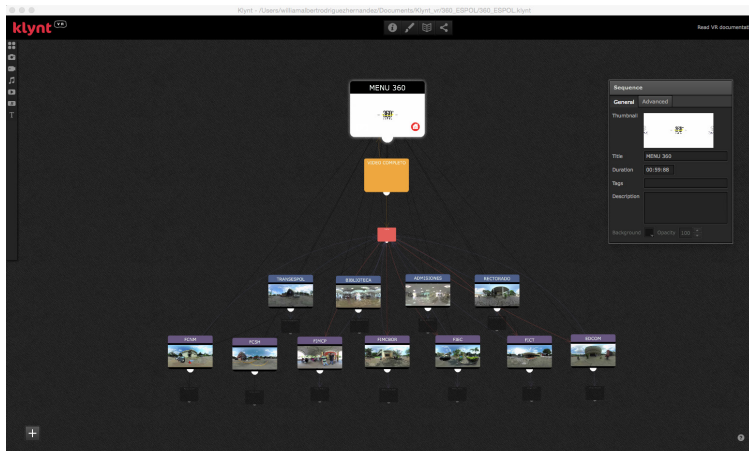 Klynt - /Users/williamalbertrodriguezhernandez/Documents/Klynt_vr/360_ESPOL/360_ESPOL.klynt
klynt VR
Read VR documentati
T
MENU 360
VIDEO COMPLETO
TRANSESPOL
BIBLIOTECA
ADMISIONES
RECTORADO
FCNM
FCSH
FIMCP
FIMCBOR
FIEC
FICT
EDCOM
Sequence
General Advanced
Thumbnail
Title MENU 360
Duration 00:59:88
Tags
Description
Background Opacity 100
+
?